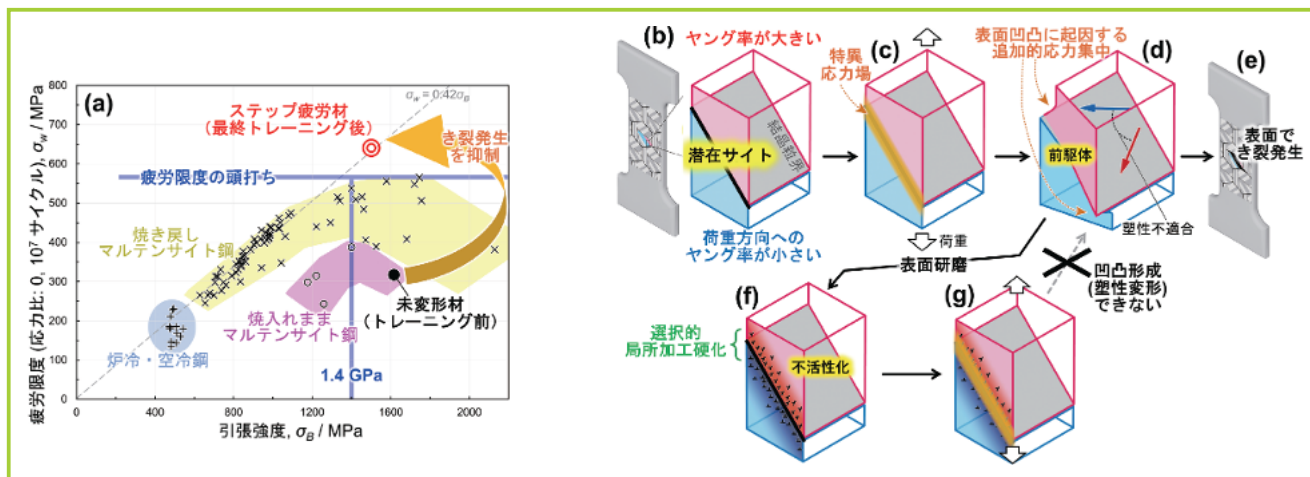 (a)
σw = 0.42σB
ステップ疲労材
(最終トレーニング後)
き裂発生
を抑制
疲労限度の頭打ち
焼き戻し
マルテンサイト鋼
未変形材
(トレーニング前)
焼入れまま
マルテンサイト鋼
炉冷・空冷鋼
1.4 GPa
疲労限度 (応力比: 0, 10⁷ サイクル), σw / MPa
800
700
600
500
400
300
200
100
0
0
400
800
1200
1600
2000
引張強度, σB / MPa
(b)
ヤング率が大きい
潜在サイト
結晶粒界
荷重方向への
ヤング率が小さい
(c)
特異
応力場
荷重
表面研磨
表面凹凸に起因する
追加的応力集中
(d)
前駆体
塑性不適合
(e)
表面で
き裂発生
凹凸形成
(塑性変形)
できない
(f)
選択的
局所加工硬化
不活性化
(g)